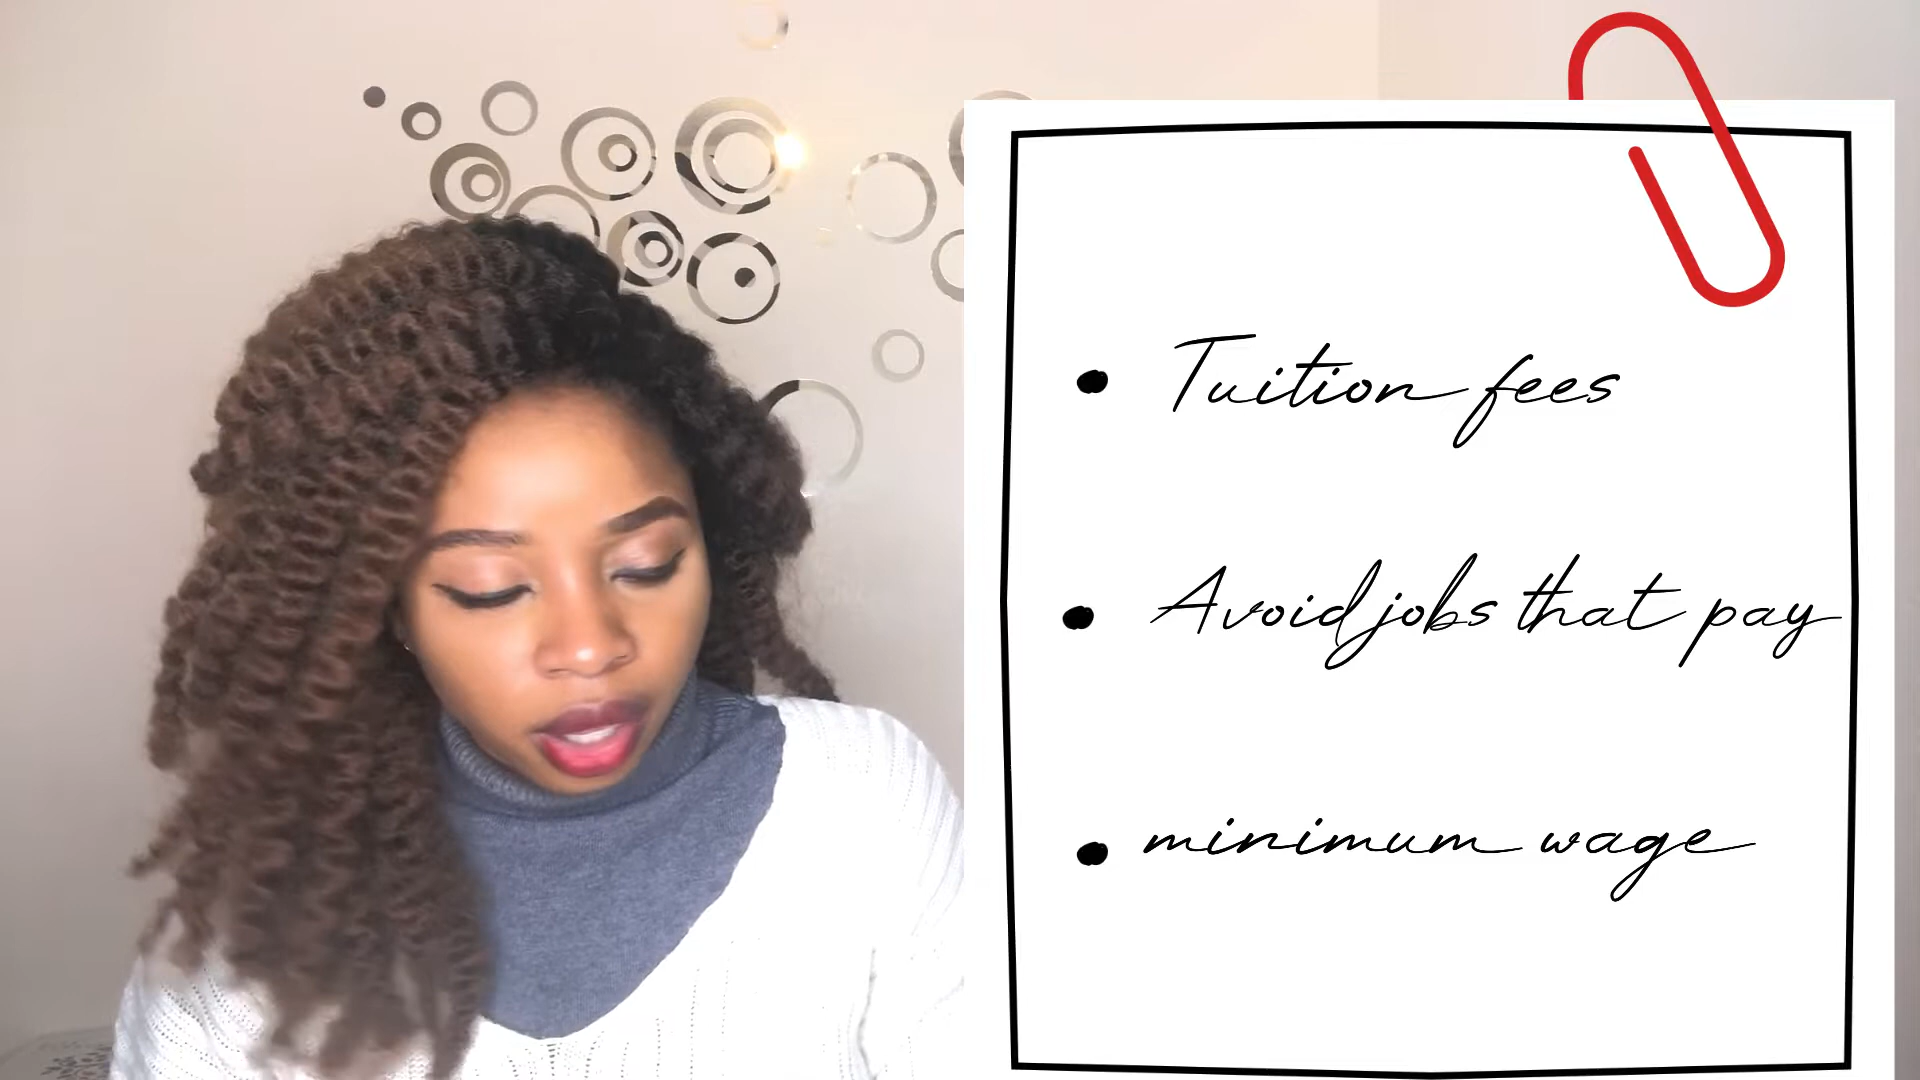 • Tuition fees
• Avoid jobs that pay
• minimum wage